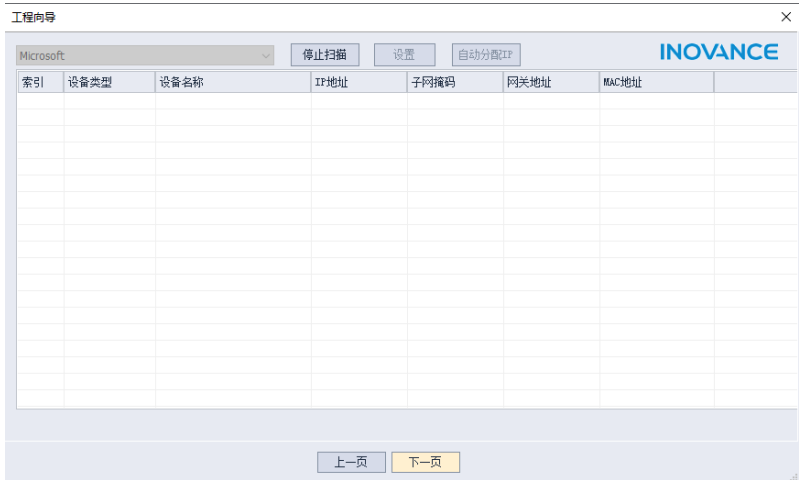 工程向导
Microsoft 停止扫描 设置 自动分配IP INOVANCE
索引 设备类型 设备名称 IP地址 子网掩码 网关地址 MAC地址
上一页 下一页